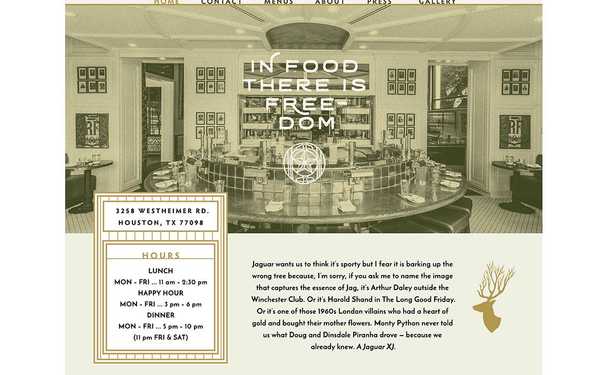 HOME CONTACT MENUS ABOUT PRESS GALLERY
IN FOOD
THERE IS
FREE-
DOM
3258 WESTHEIMER RD.
HOUSTON, TX 77098
HOURS
LUNCH
MON - FRI ... 11 am - 2:30 pm
HAPPY HOUR
MON - FRI ... 3 pm - 6 pm
DINNER
MON - FRI ... 5 pm - 10 pm
(11 pm FRI & SAT)
Jaguar wants us to think it's sporty but I fear it is barking up the
wrong tree because, I'm sorry, if you ask me to name the image
that captures the essence of Jag, it's Arthur Daley outside the
Winchester Club. Or it's Harold Shand in The Long Good Friday.
Or it's one of those 1960s London villains who had a heart of
gold and bought their mother flowers. Monty Python never told
us what Doug and Dinsdale Piranha drove — because we
already knew. A Jaguar XJ.